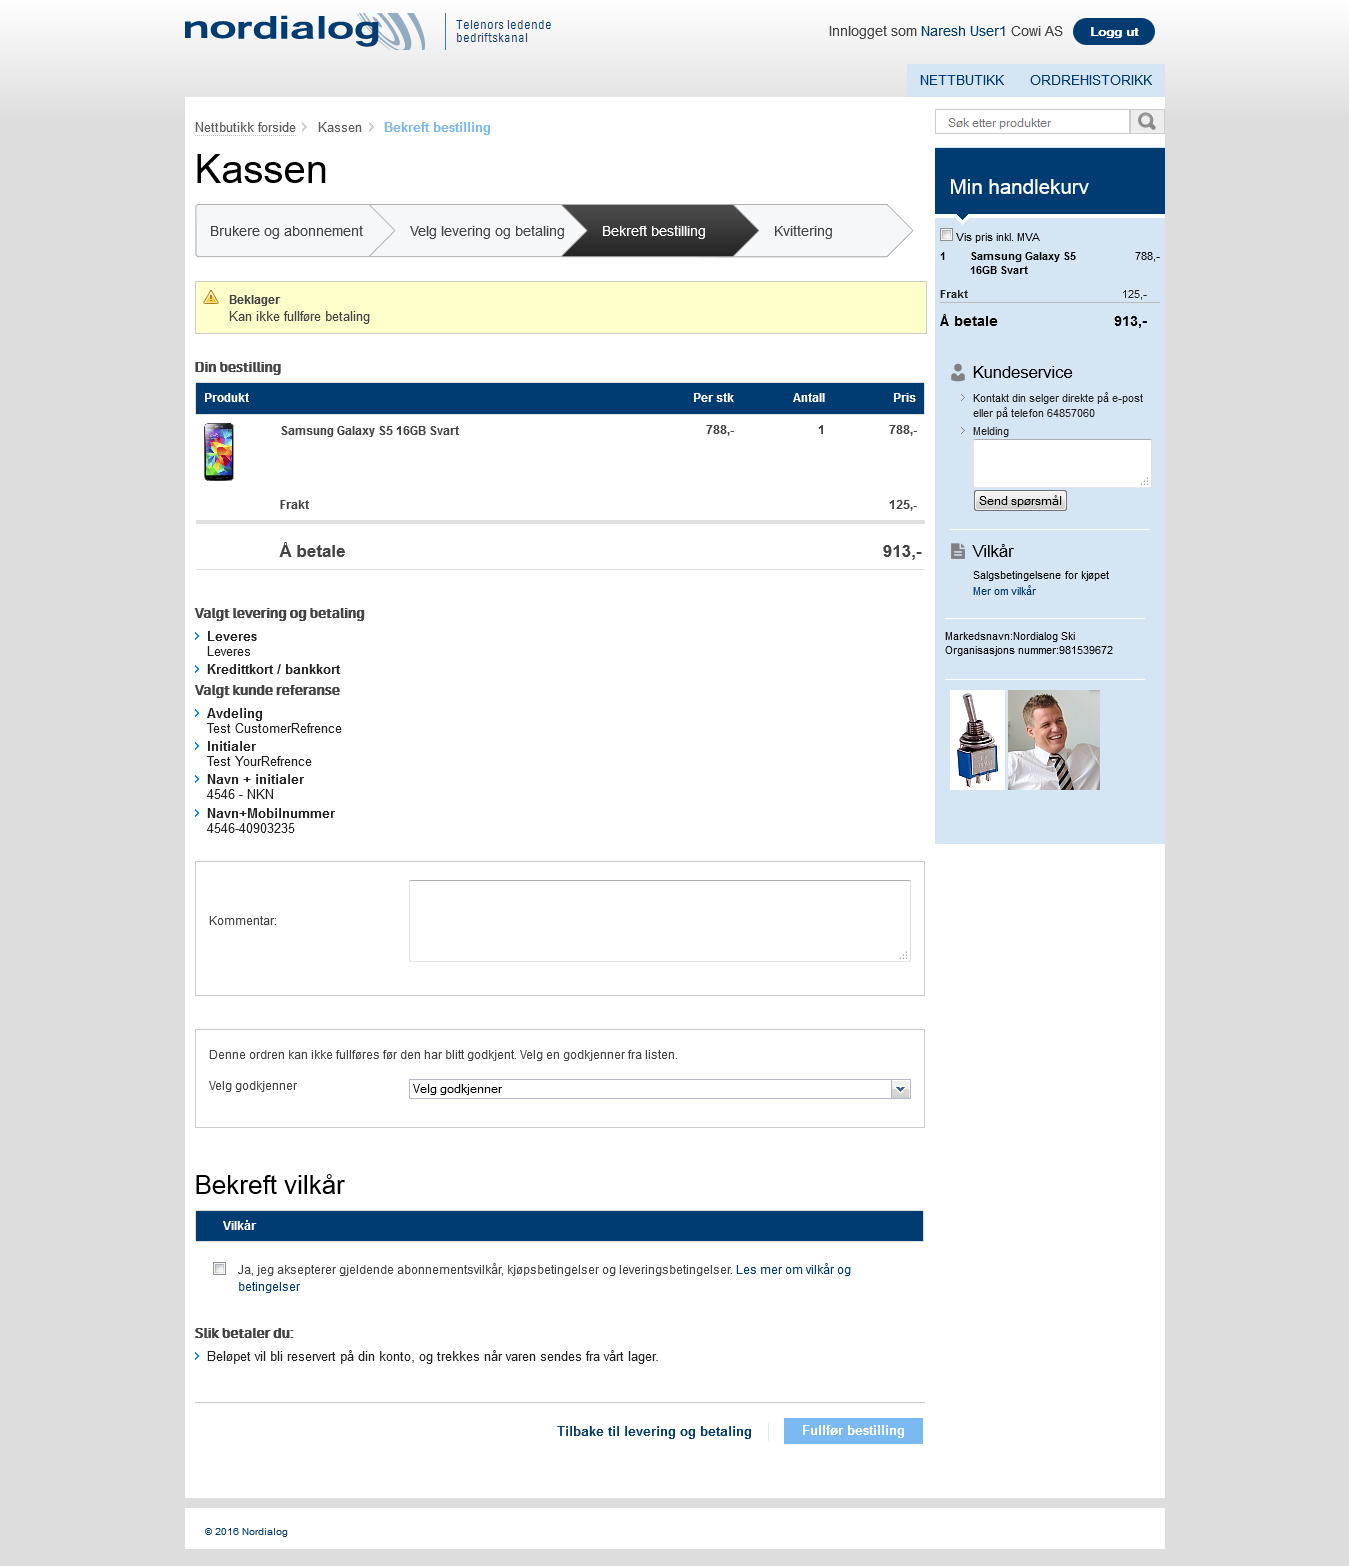 nordialog
Telenors ledende
bedriftskanal
Innlogget som Naresh User1 Cowi AS
Logg ut
NETTBUTIKK ORDREHISTORIKK
Nettbutikk forside Kassen Bekreft bestilling
Søk etter produkter
Kassen
Brukere og abonnement Velg levering og betaling Bekreft bestilling Kvittering
Beklager
Kan ikke fullføre betaling
Din bestilling
Produkt Per stk Antall Pris
Samsung Galaxy S5 16GB Svart 788,- 1 788,-
Frakt 125,-
Å betale 913,-
Valgt levering og betaling
Leveres
Leveres
Kredittkort / bankkort
Valgt kunde referanse
Avdeling
Test CustomerRefrence
Initialer
Test YourRefrence
Navn + initialer
4546 - NKN
Navn+Mobilnummer
4546-40903235
Kommentar:
Denne ordren kan ikke fullføres før den har blitt godkjent. Velg en godkjenner fra listen.
Velg godkjenner Velg godkjenner
Bekreft vilkår
Vilkår
Ja, jeg aksepterer gjeldende abonnementsvilkår, kjøpsbetingelser og leveringsbetingelser. Les mer om vilkår og
betingelser
Slik betaler du:
Beløpet vil bli reservert på din konto, og trekkes når varen sendes fra vårt lager.
Tilbake til levering og betaling Fullfør bestilling
Min handlekurv
Vis pris inkl. MVA
1 Samsung Galaxy S5 788,-
16GB Svart
Frakt 125,-
Å betale 913,-
Kundeservice
Kontakt din selger direkte på e-post
eller på telefon 64857060
Melding
Send spørsmål
Vilkår
Salgsbetingelsene for kjøpet
Mer om vilkår
Markedsnavn:Nordialog Ski
Organisasjons nummer:981539672
© 2016 Nordialog